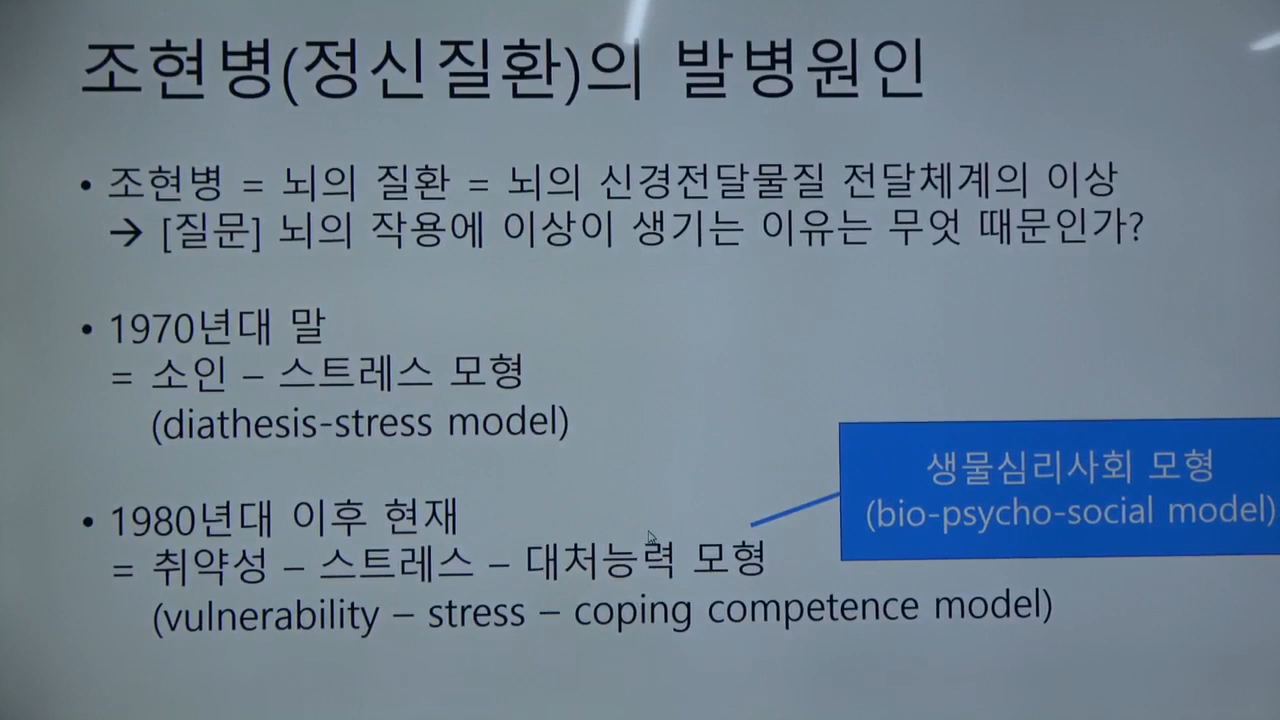 조현병(정신질환)의 발병원인
• 조현병 = 뇌의 질환 = 뇌의 신경전달물질 전달체계의 이상
→ [질문] 뇌의 작용에 이상이 생기는 이유는 무엇 때문인가?
• 1970년대 말
= 소인 – 스트레스 모형
(diathesis-stress model)
생물심리사회 모형
(bio-psycho-social model)
• 1980년대 이후 현재
= 취약성 – 스트레스 – 대처능력 모형
(vulnerability – stress – coping competence model)